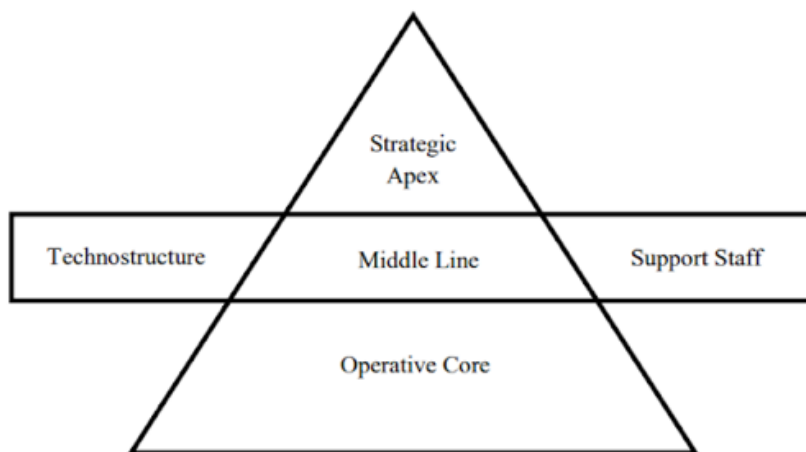 Strategic
Apex
Technostructure
Middle Line
Support Staff
Operative Core